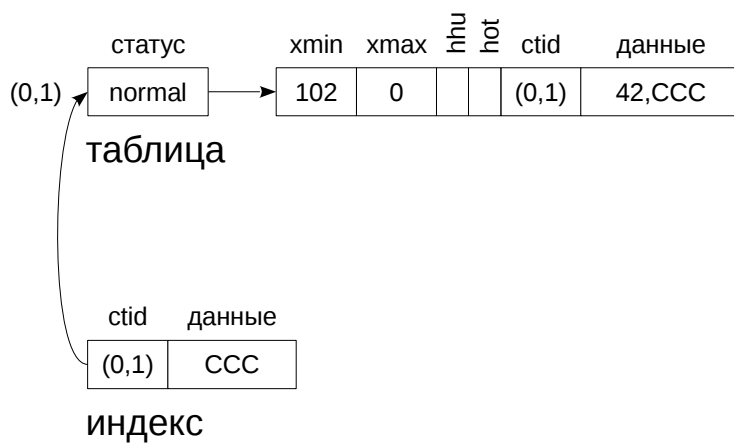 статус xmin xmax hhu hot ctid данные
(0,1) normal 102 0 (0,1) 42,CCC
таблица
ctid данные
(0,1) CCC
индекс